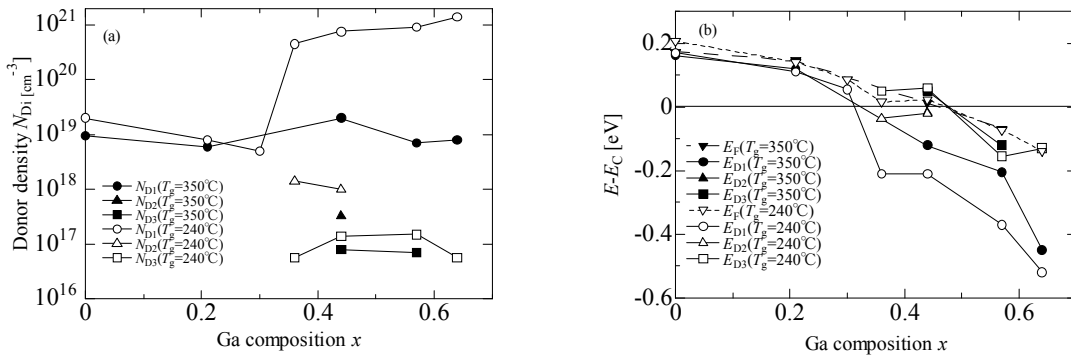 (a)
Donor density N_Di [cm^-3]
10^21
10^20
10^19
10^18
10^17
10^16
N_D1(T_g=350℃)
N_D2(T_g=350℃)
N_D3(T_g=350℃)
N_D1(T_g=240℃)
N_D2(T_g=240℃)
N_D3(T_g=240℃)
0 0.2 0.4 0.6
Ga composition x
(b)
E-E_C [eV]
0.2
0
-0.2
-0.4
-0.6
E_F(T_g=350℃)
E_D1(T_g=350℃)
E_D2(T_g=350℃)
E_D3(T_g=350℃)
E_F(T_g=240℃)
E_D1(T_g=240℃)
E_D2(T_g=240℃)
E_D3(T_g=240℃)
0 0.2 0.4 0.6
Ga composition x